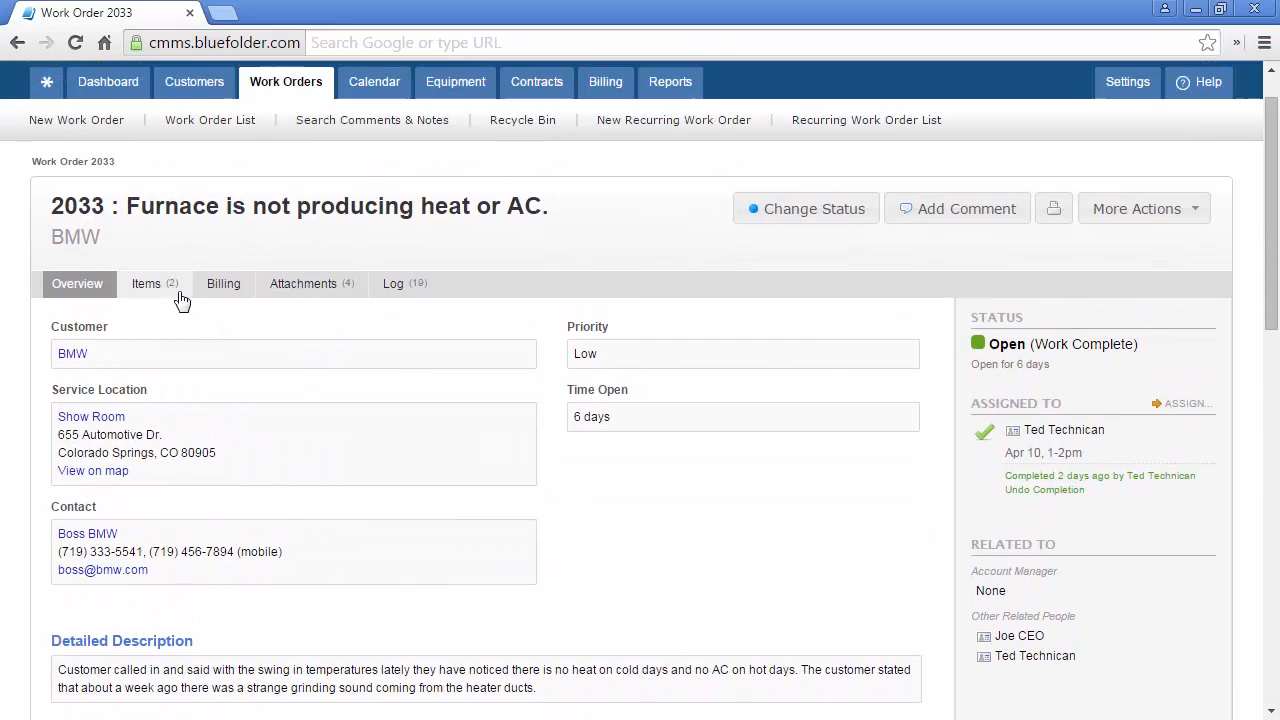 Work Order 2033 ×
cmms.bluefolder.com Search Google or type URL »
* Dashboard Customers Work Orders Calendar Equipment Contracts Billing Reports Settings ? Help
New Work Order Work Order List Search Comments & Notes Recycle Bin New Recurring Work Order Recurring Work Order List
Work Order 2033
2033 : Furnace is not producing heat or AC.
BMW
Change Status Add Comment More Actions
Overview Items (2) Billing Attachments (4) Log (19)
Customer
BMW
Service Location
Show Room
655 Automotive Dr.
Colorado Springs, CO 80905
View on map
Contact
Boss BMW
(719) 333-5541, (719) 456-7894 (mobile)
boss@bmw.com
Priority
Low
Time Open
6 days
Detailed Description
Customer called in and said with the swing in temperatures lately they have noticed there is no heat on cold days and no AC on hot days. The customer stated
that about a week ago there was a strange grinding sound coming from the heater ducts.
STATUS
Open (Work Complete)
Open for 6 days
ASSIGNED TO ASSIGN...
Ted Technican
Apr 10, 1-2pm
Completed 2 days ago by Ted Technican
Undo Completion
RELATED TO
Account Manager
None
Other Related People
Joe CEO
Ted Technican